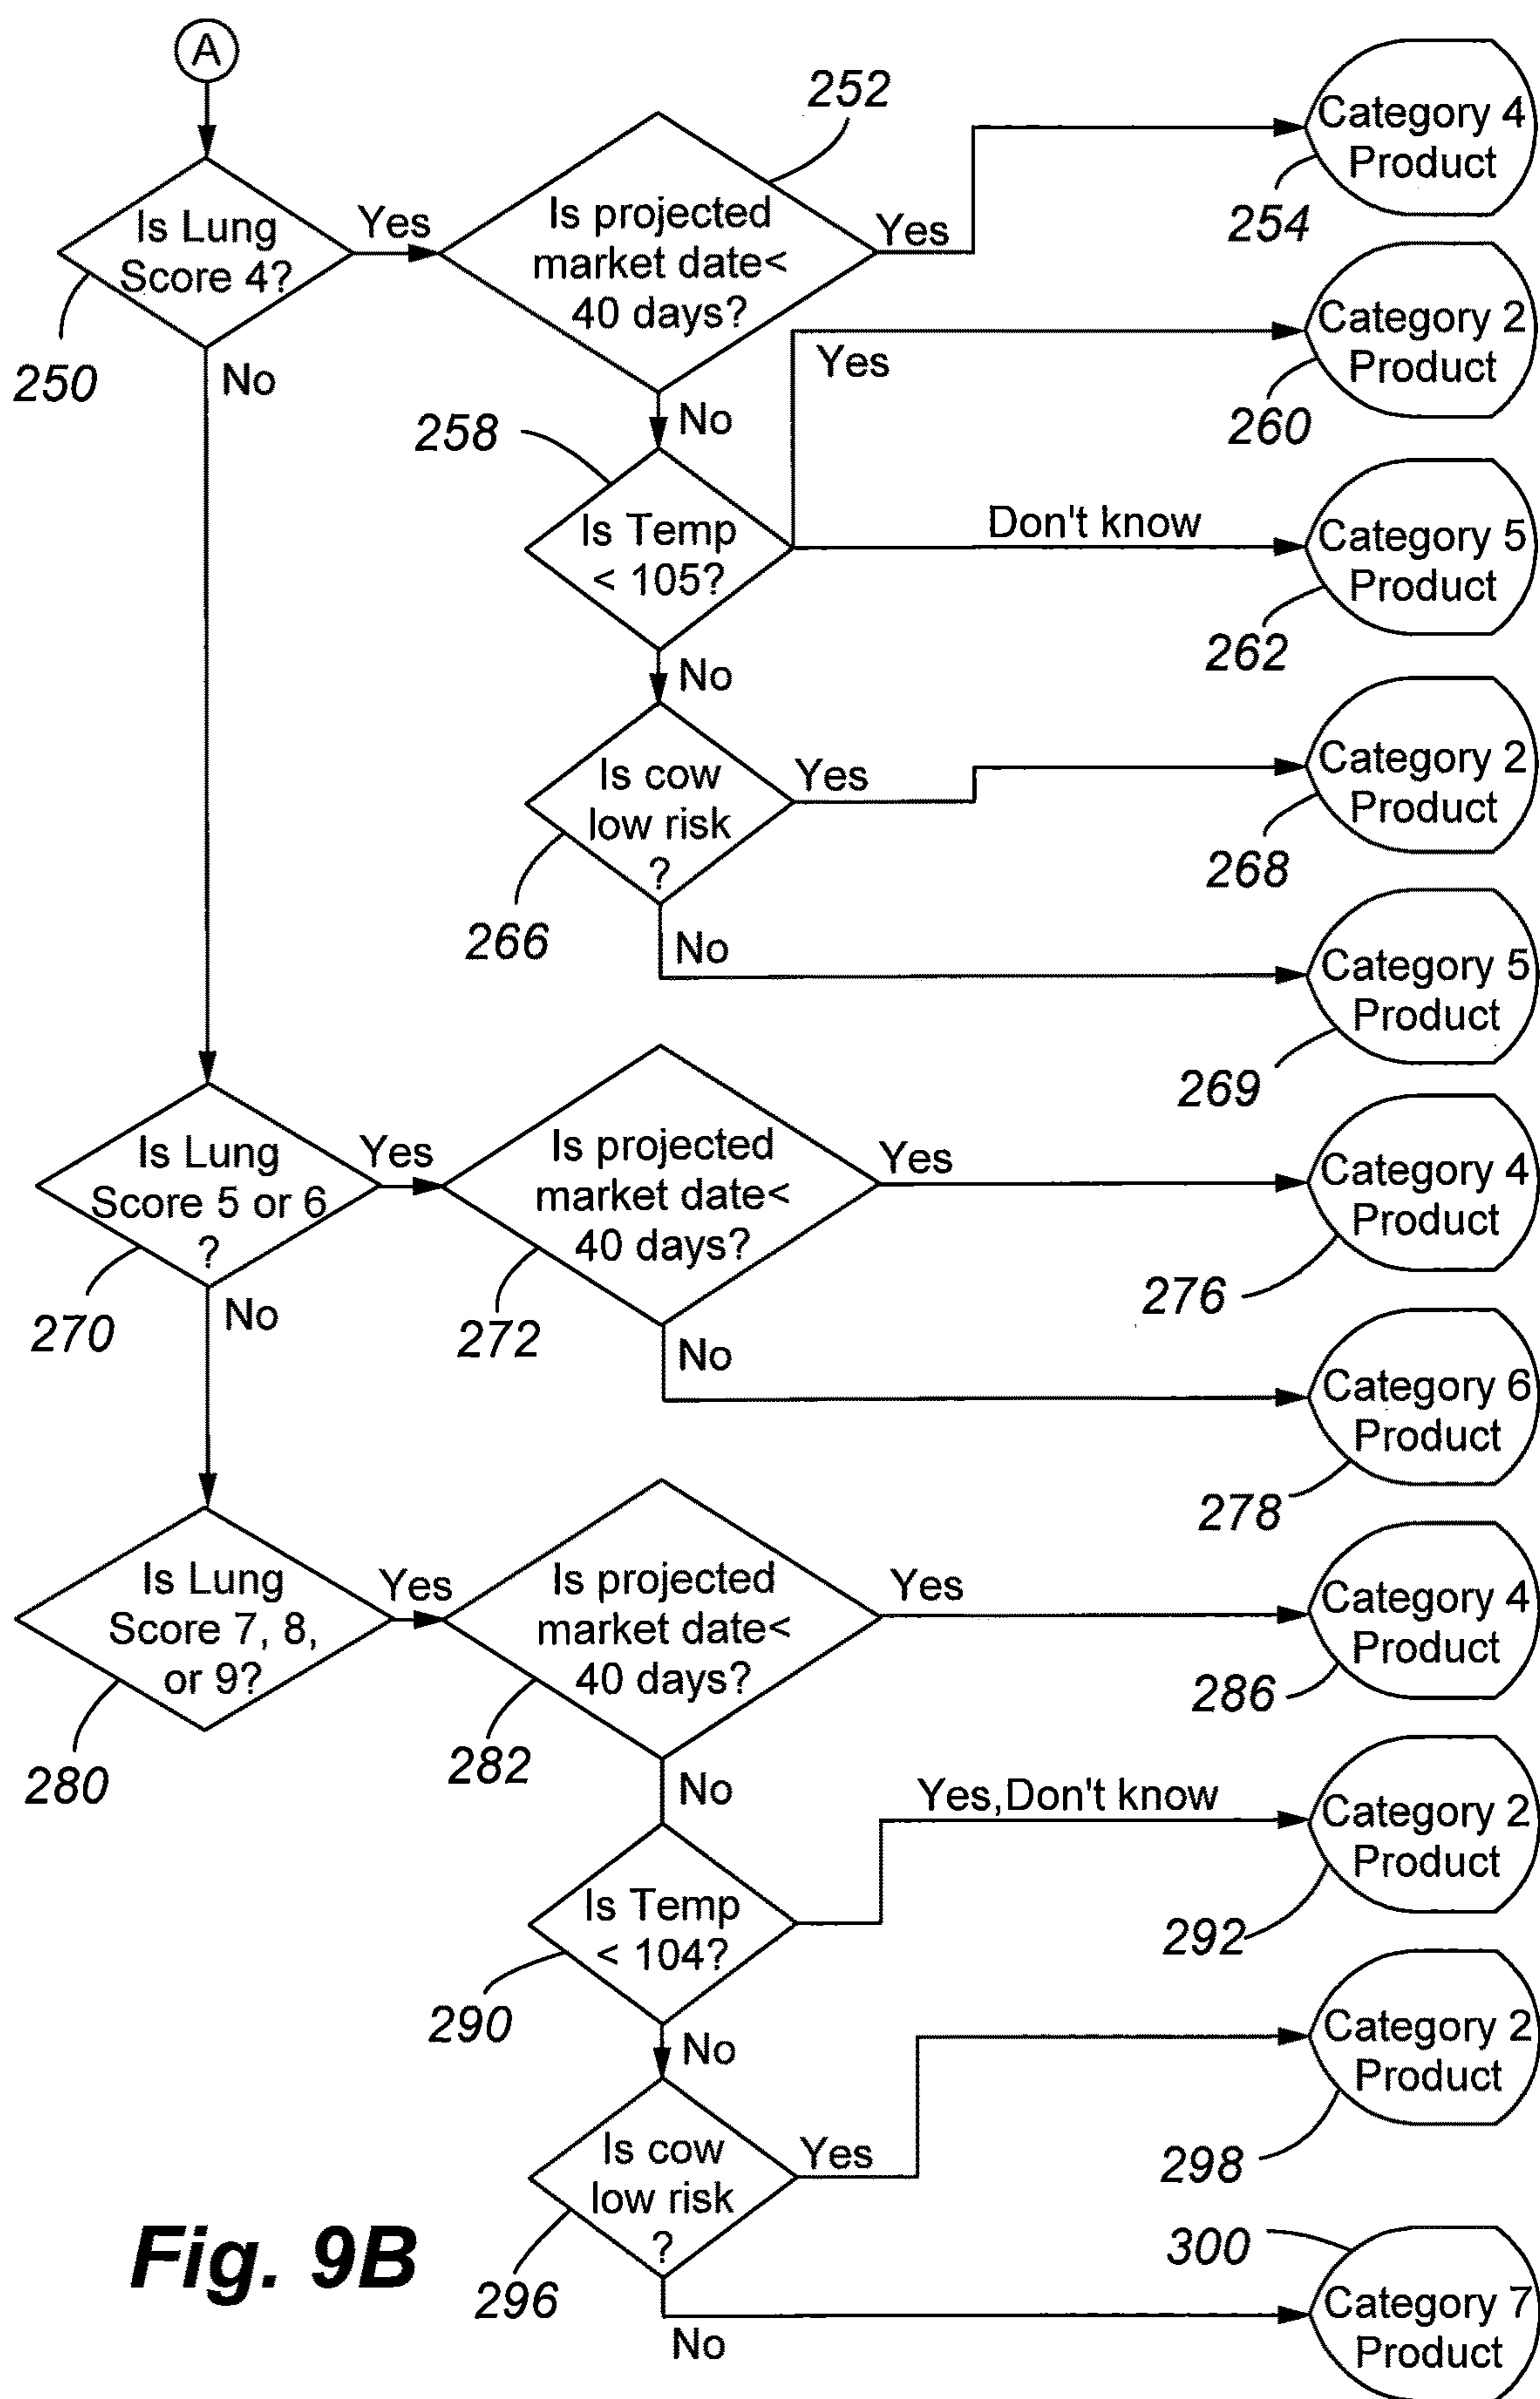 A
252
Category 4
Product
254
Is Lung
Score 4?
250
Yes
No
Is projected
market date<
40 days?
Yes
No
Category 2
Product
260
258
Is Temp
< 105?
Yes
Don't know
No
Category 5
Product
262
Is cow
low risk
?
266
Yes
No
Category 2
Product
268
Category 5
Product
269
Is Lung
Score 5 or 6
?
270
Yes
No
Is projected
market date<
40 days?
272
Yes
No
Category 4
Product
276
Category 6
Product
278
Is Lung
Score 7, 8,
or 9?
280
Yes
Is projected
market date<
40 days?
282
Yes
No
Category 4
Product
286
Is Temp
< 104?
290
Yes,Don't know
No
Category 2
Product
292
Is cow
low risk
?
296
Yes
No
Category 2
Product
298
300
Category 7
Product
Fig. 9B